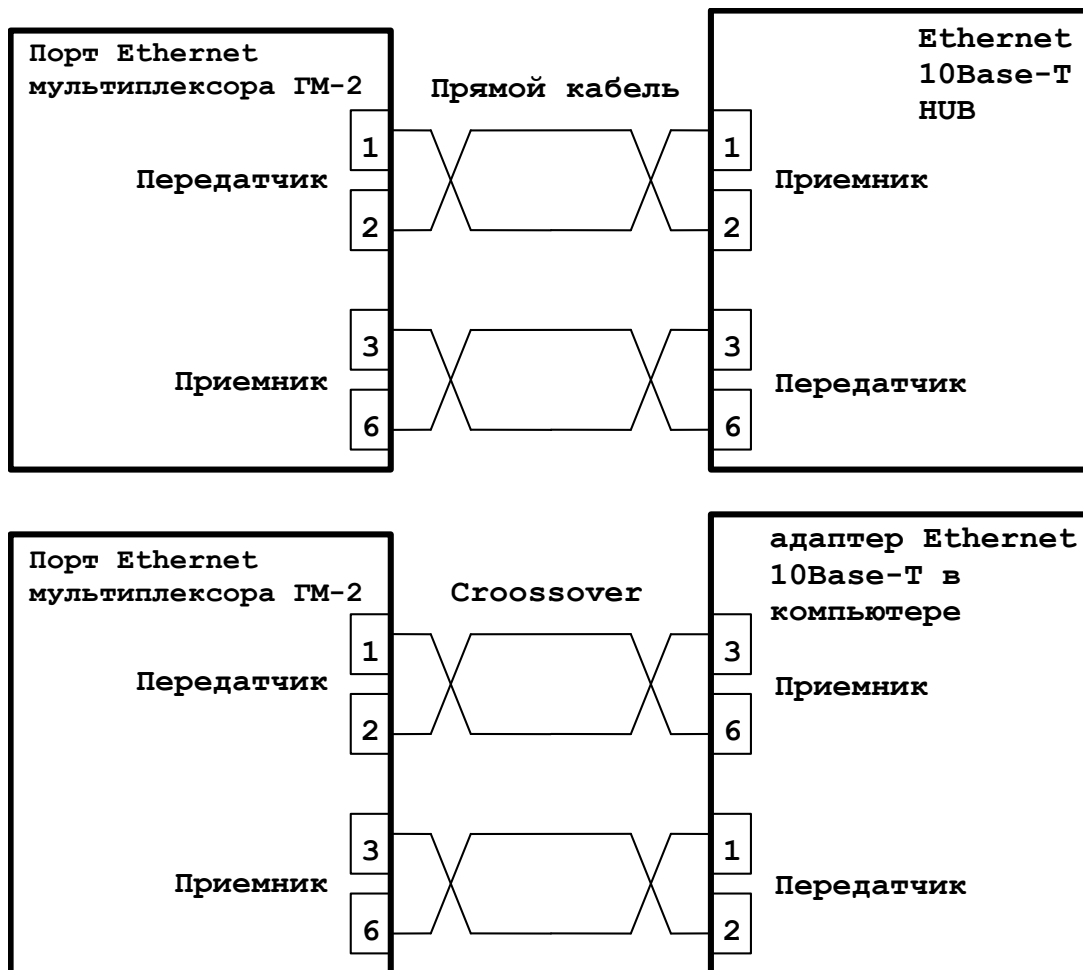 Порт Ethernet
мультиплексора ГМ-2
Прямой кабель
Ethernet
10Base-T
HUB
1
Передатчик
2
1
Приемник
2
3
Приемник
6
3
Передатчик
6
Порт Ethernet
мультиплексора ГМ-2
Croossover
адаптер Ethernet
10Base-T в
компьютере
1
Передатчик
2
3
Приемник
6
3
Приемник
6
1
Передатчик
2